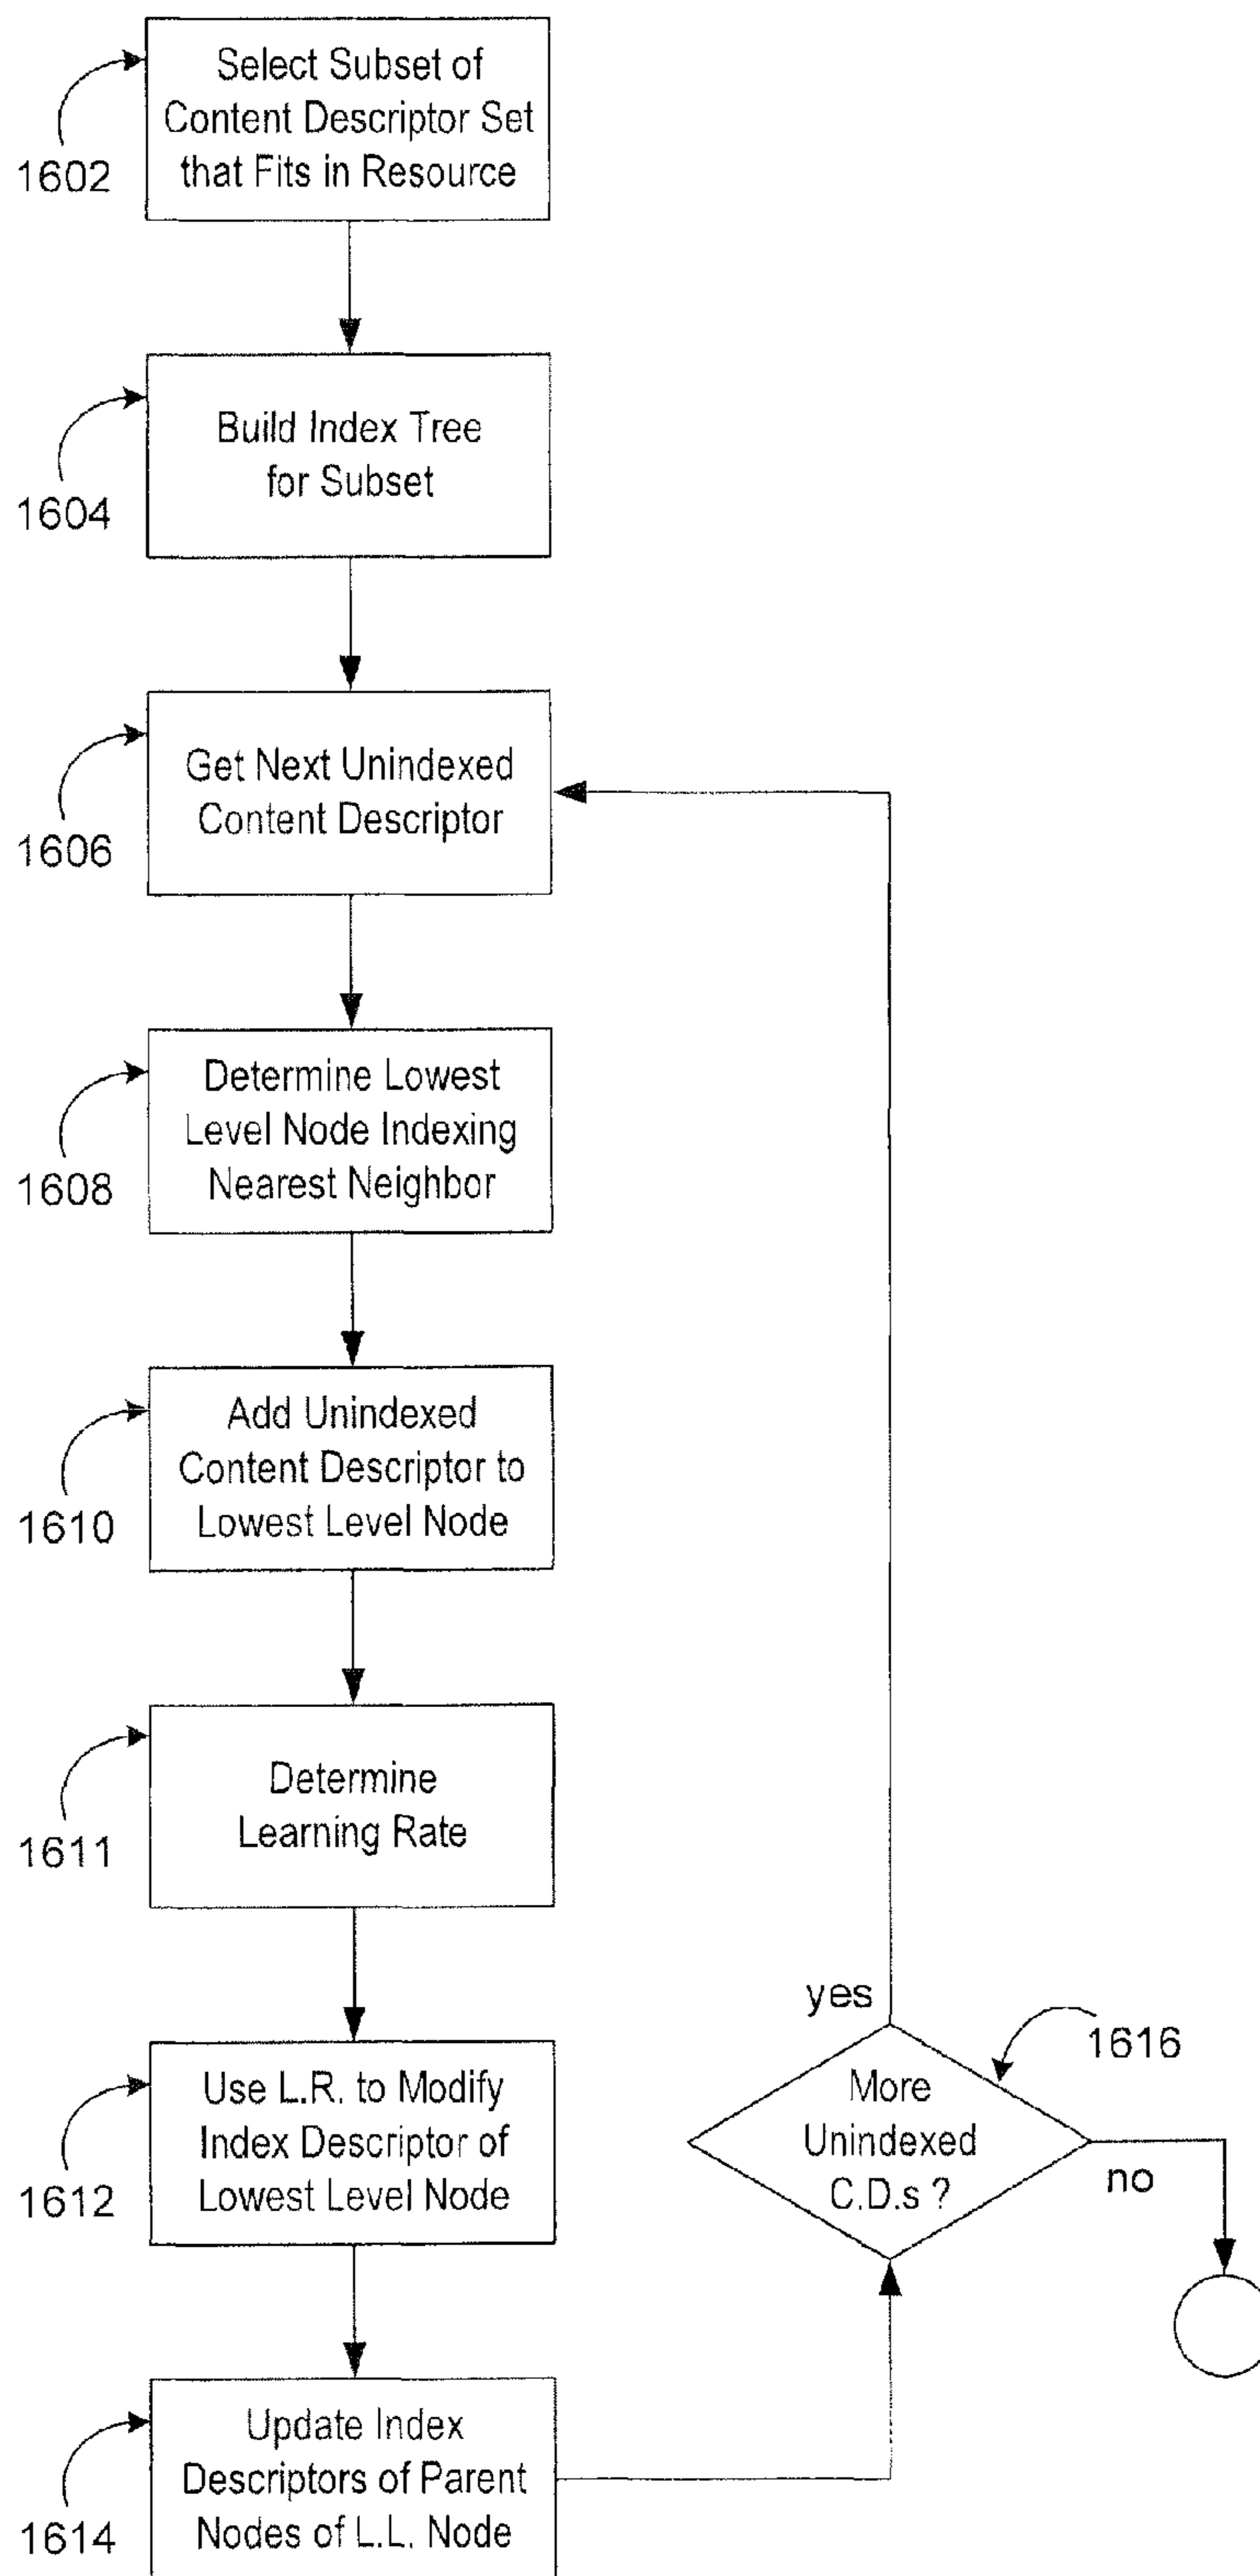 Select Subset of
Content Descriptor Set
that Fits in Resource
1602
Build Index Tree
for Subset
1604
Get Next Unindexed
Content Descriptor
1606
Determine Lowest
Level Node Indexing
Nearest Neighbor
1608
Add Unindexed
Content Descriptor to
Lowest Level Node
1610
Determine
Learning Rate
1611
Use L.R. to Modify
Index Descriptor of
Lowest Level Node
1612
Update Index
Descriptors of Parent
Nodes of L.L. Node
1614
yes
1616
More
Unindexed
C.D.s ?
no